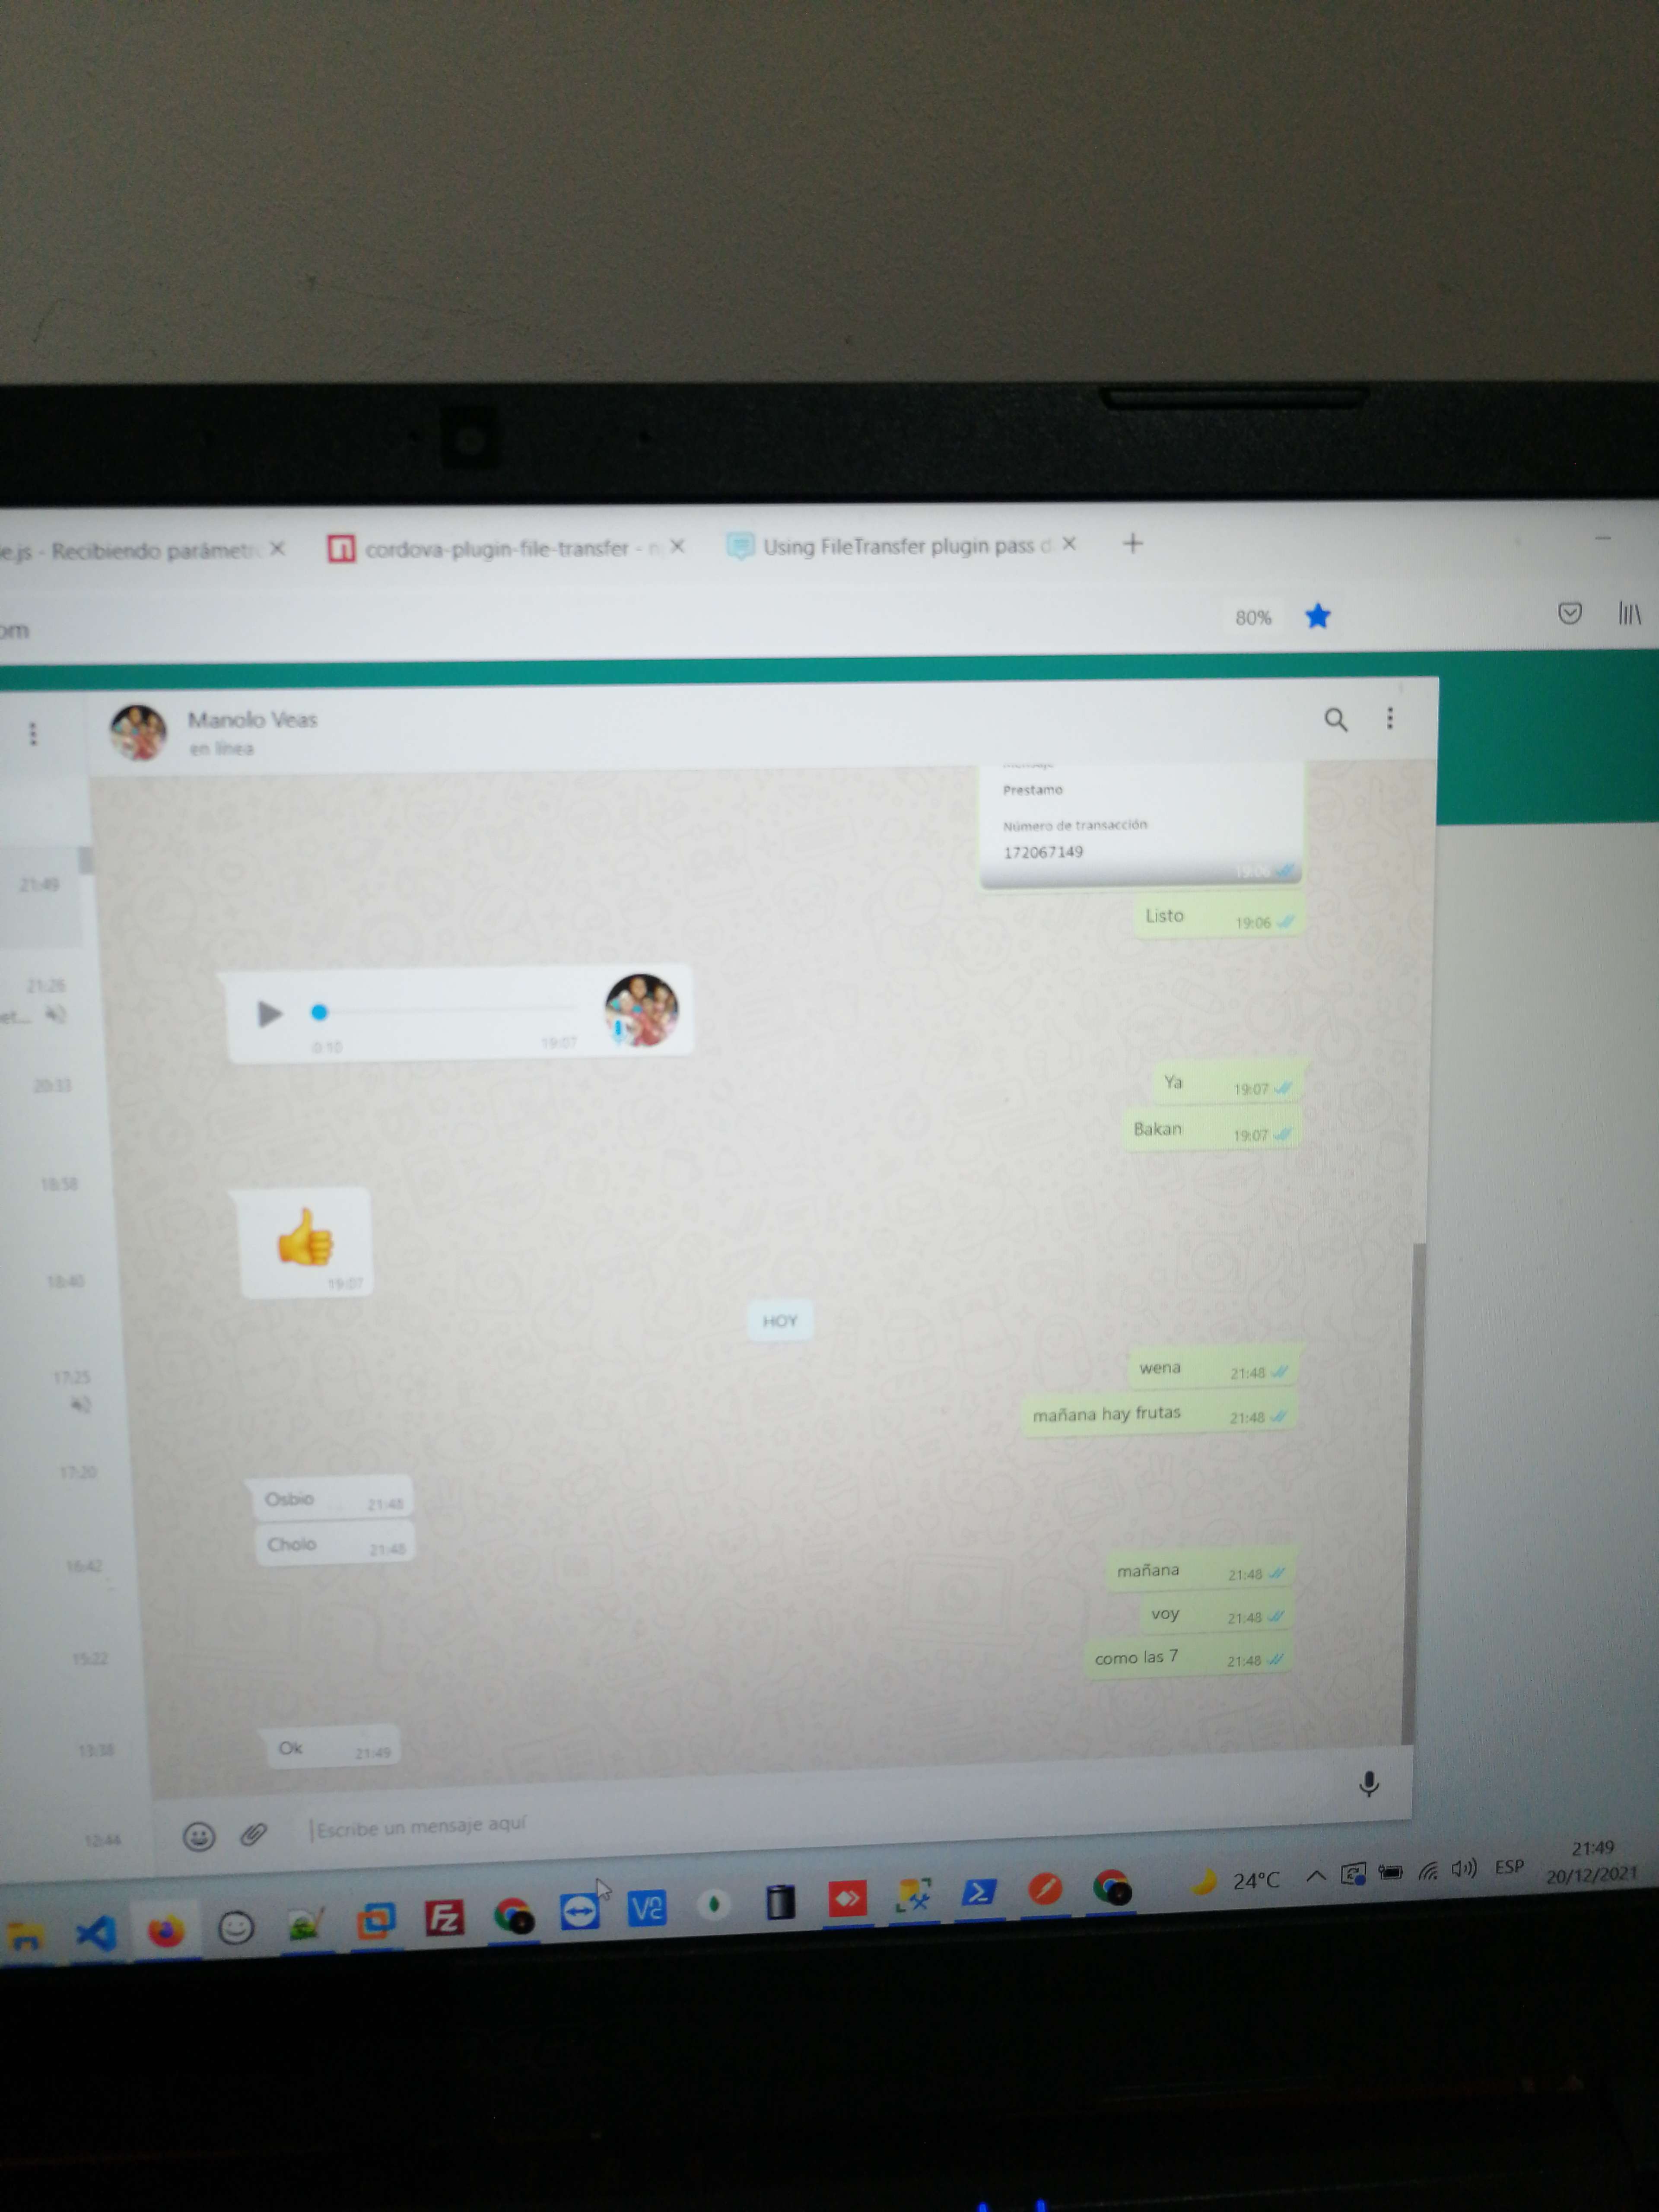 e.js - Recibiendo parámetr
cordova-plugin-file-transfer - n
Using FileTransfer plugin pass d
om
80%
Manolo Veas
en línea
Mensaje
Prestamo
Número de transacción
172067149
19:06
Listo 19:06
0:10 19:07
Ya 19:07
Bakan 19:07
19:07
HOY
wena 21:48
mañana hay frutas 21:48
Osbio 21:48
Cholo 21:48
mañana 21:48
voy 21:48
como las 7 21:48
Ok 21:49
Escribe un mensaje aquí
21:49
21:26
et...
20:33
18:58
18:40
17:25
17:20
16:42
15:22
13:38
12:44
FZ
V2
24°C
ESP
21:49
20/12/2021